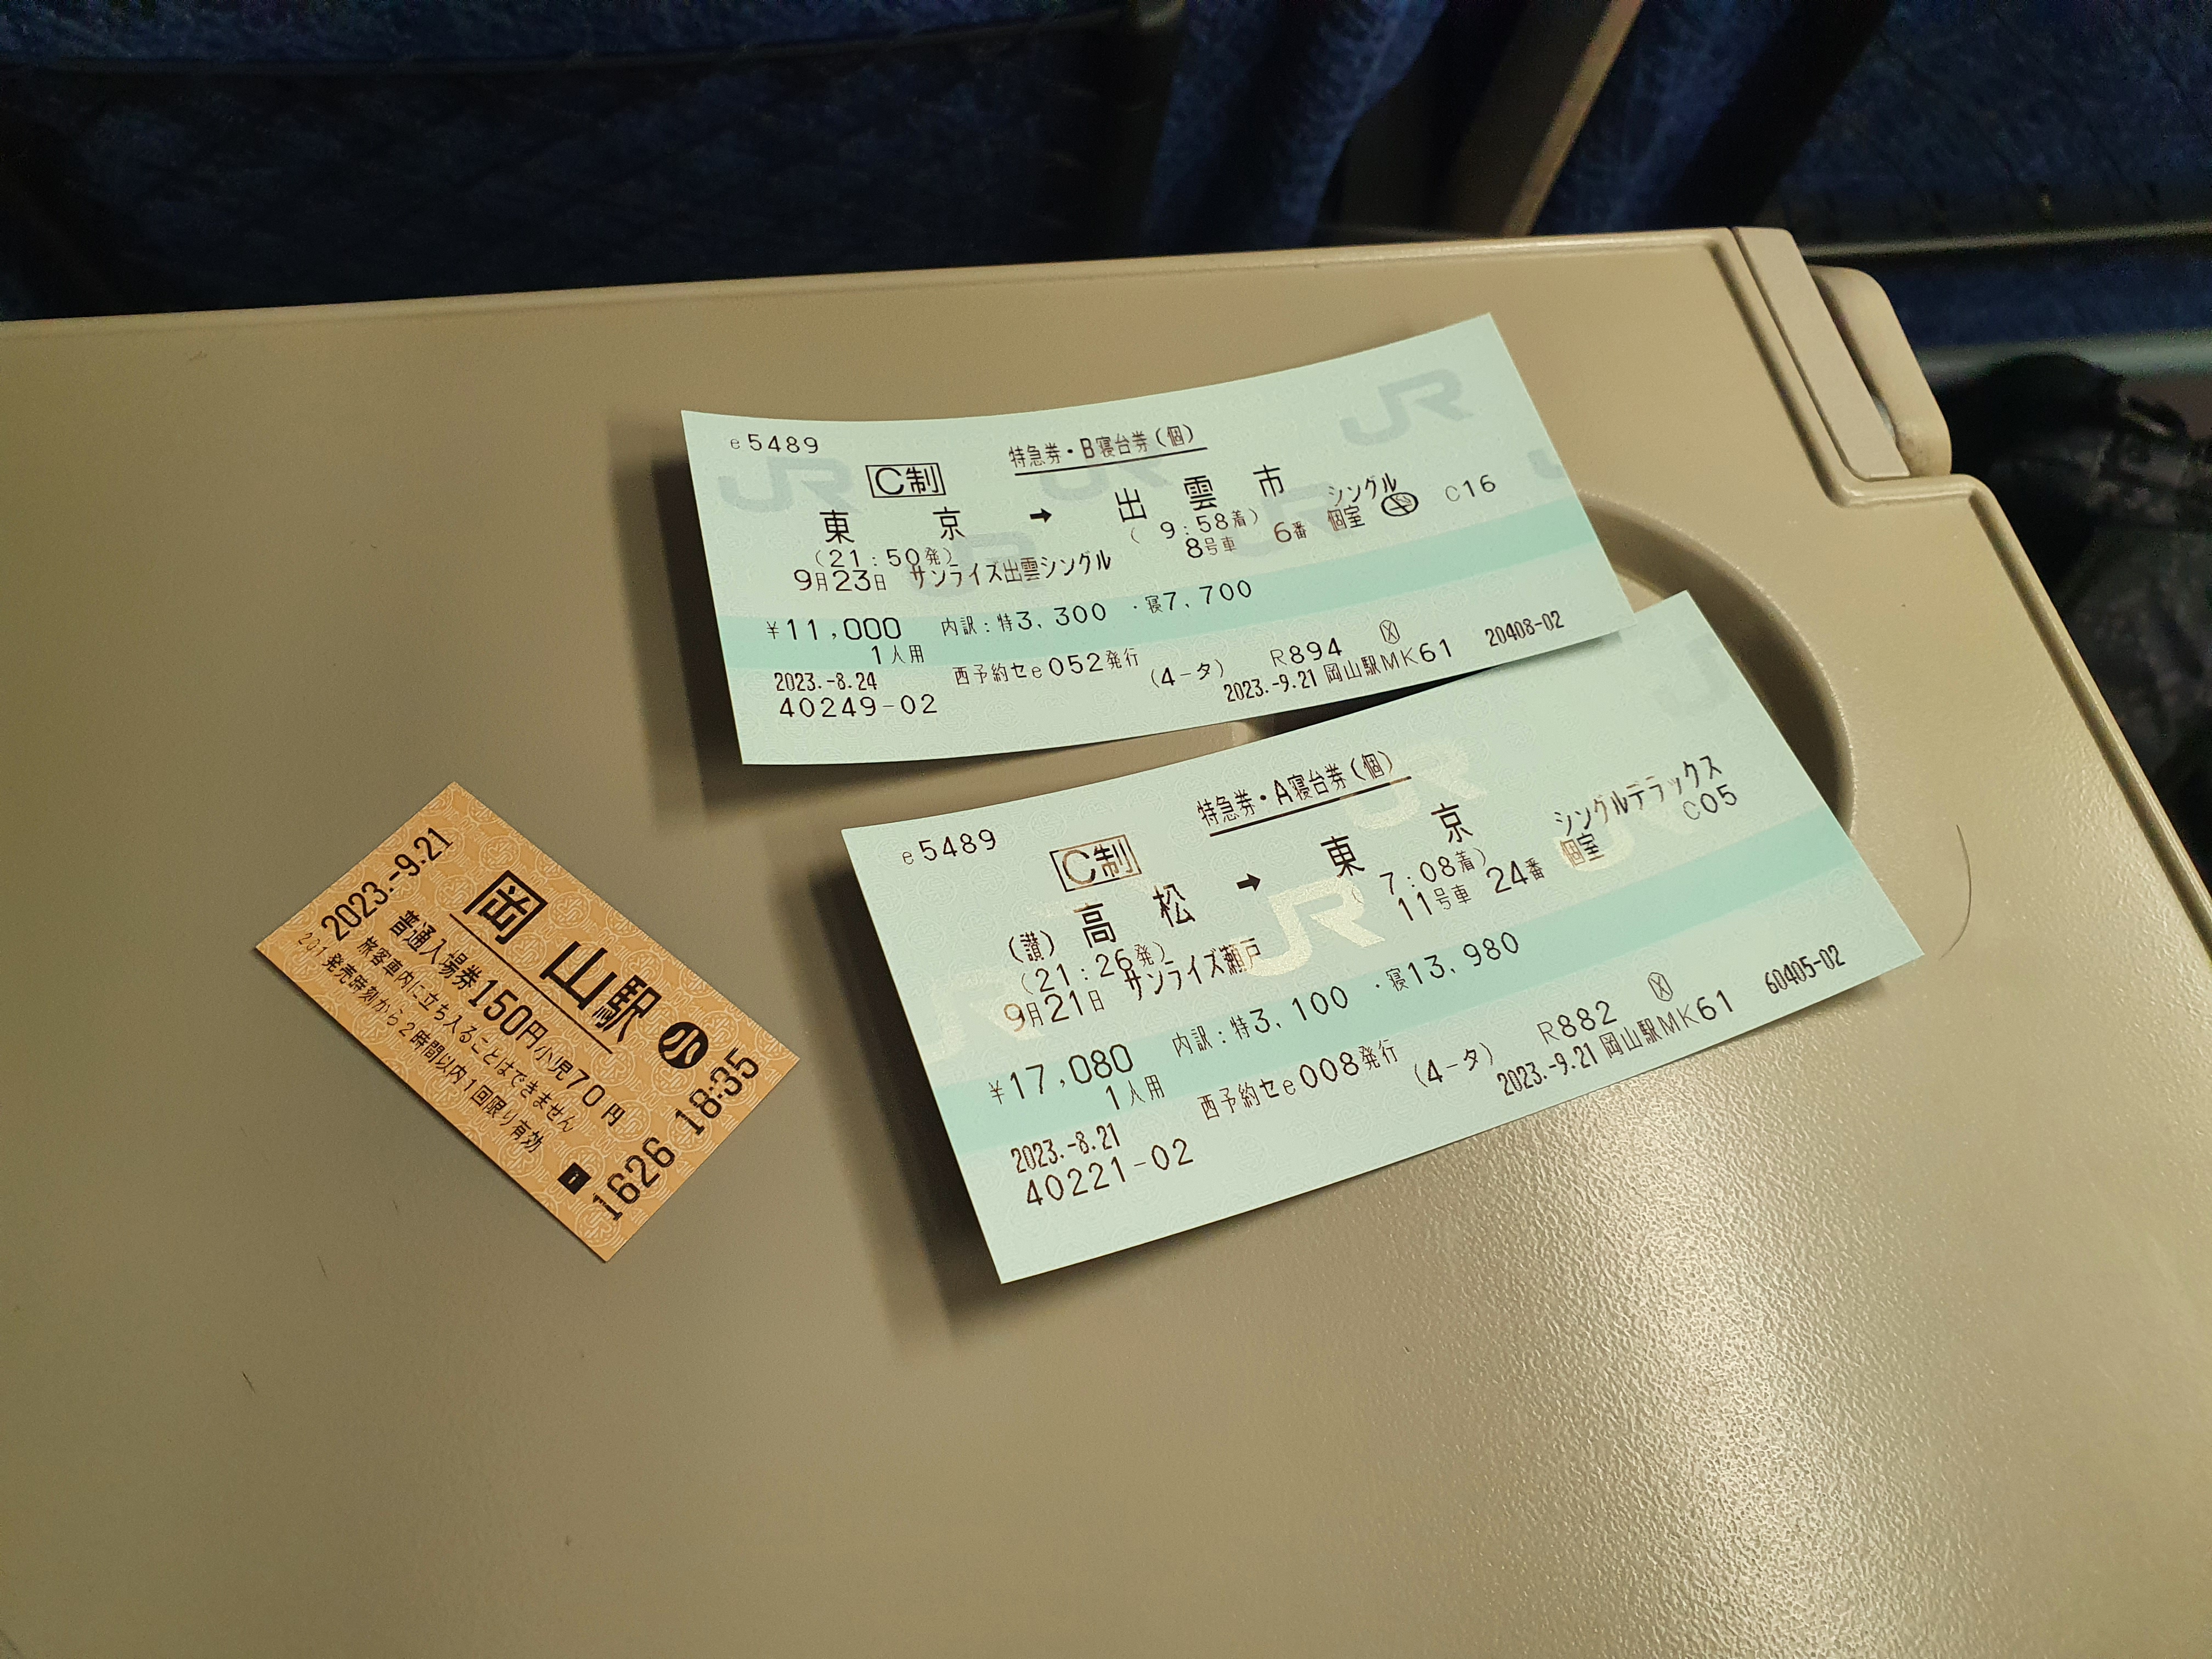 e5489
特急券・B寝台券(個)
C制
東 京 → 出 雲 市
(21:50発) (9:58着) シングル
9月23日 サンライズ出雲シングル 8号車 6番 個室 C16
¥11,000 内訳:特3,300・寝7,700
1人用
2023.-8.24 西予約セe052発行 (4-タ) R894
40249-02 2023.-9.21 岡山駅MK61 20408-02
e5489
特急券・A寝台券(個)
C制
(讃) 高 松 → 東 京
(21:26発) (7:08着) シングルデラックス
9月21日 サンライズ瀬戸 11号車 24番 個室 C05
¥17,080 内訳:特3,100・寝13,980
1人用
2023.-8.21 西予約セe008発行 (4-タ) R882
40221-02 2023.-9.21 岡山駅MK61 60405-02
2023.-9.21
岡山駅 小
普通入場券150円 小児70円
旅客車内に立ち入ることはできません
201発売時刻から2時間以内1回限り有効
1626 18:35
JR